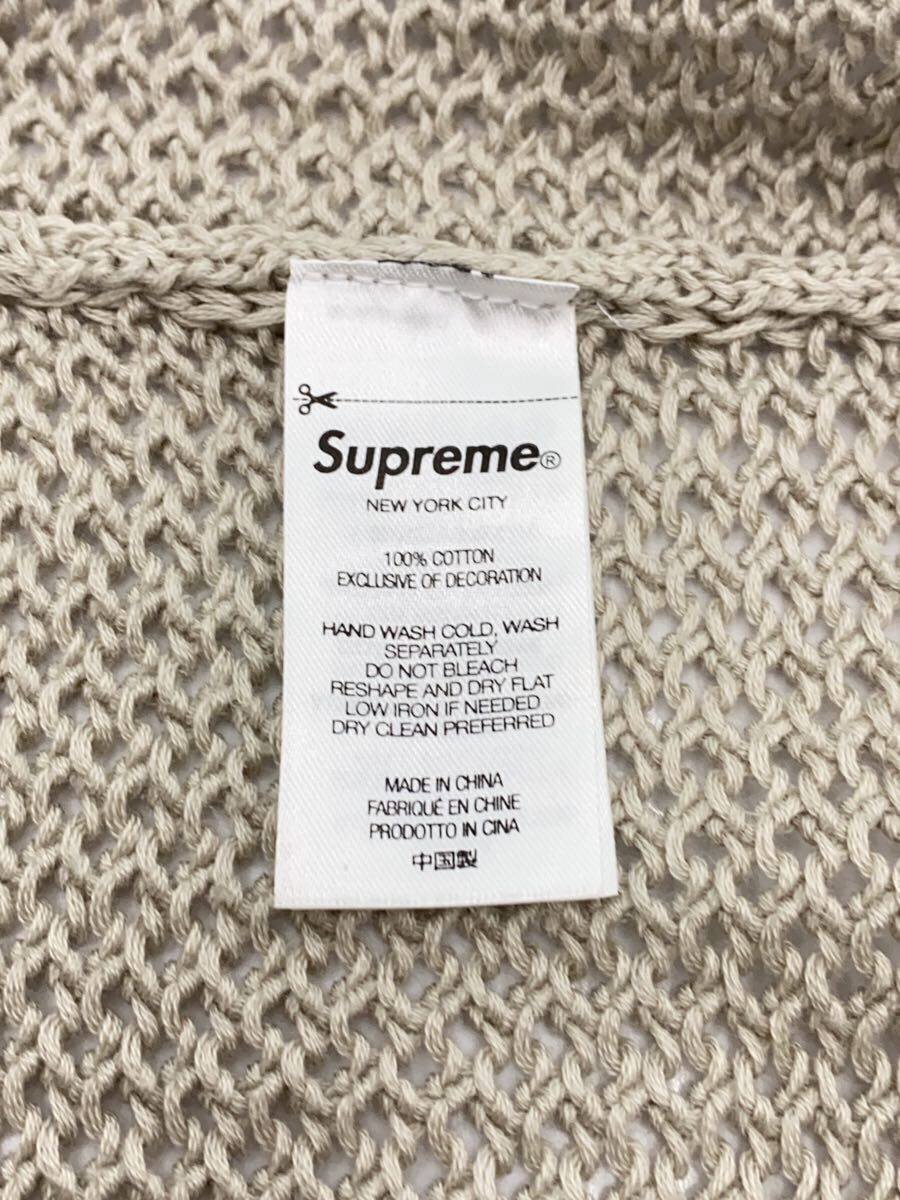 Supreme®
NEW YORK CITY
100% COTTON
EXCLUSIVE OF DECORATION
HAND WASH COLD, WASH
SEPARATELY
DO NOT BLEACH
RESHAPE AND DRY FLAT
LOW IRON IF NEEDED
DRY CLEAN PREFERRED
MADE IN CHINA
FABRIQUÉ EN CHINE
PRODOTTO IN CINA
中国製